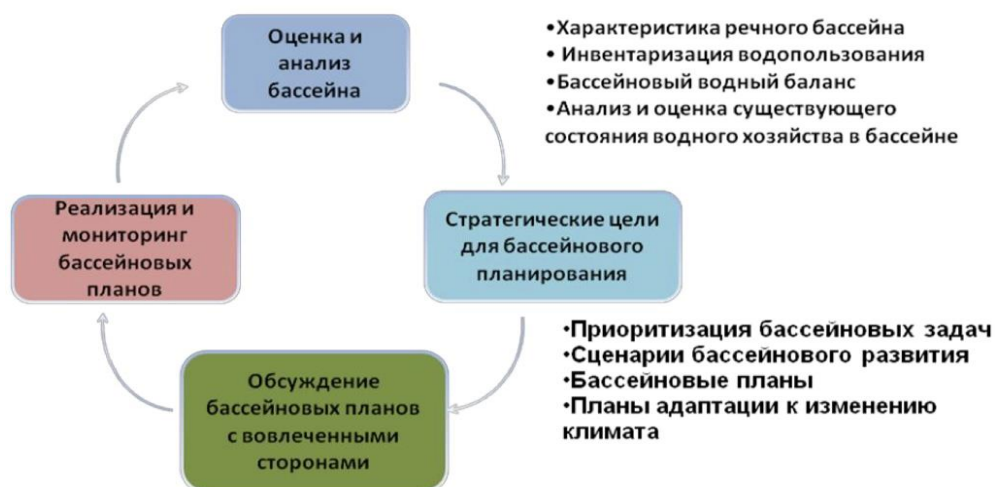 Оценка и
анализ
бассейна
•Характеристика речного бассейна
• Инвентаризация водопользования
•Бассейновый водный баланс
•Анализ и оценка существующего
состояния водного хозяйства в бассейне
Стратегические цели
для бассейнового
планирования
•Приоритизация бассейновых задач
•Сценарии бассейнового развития
•Бассейновые планы
•Планы адаптации к изменению
климата
Обсуждение
бассейновых планов
с вовлеченными
сторонами
Реализация и
мониторинг
бассейновых
планов